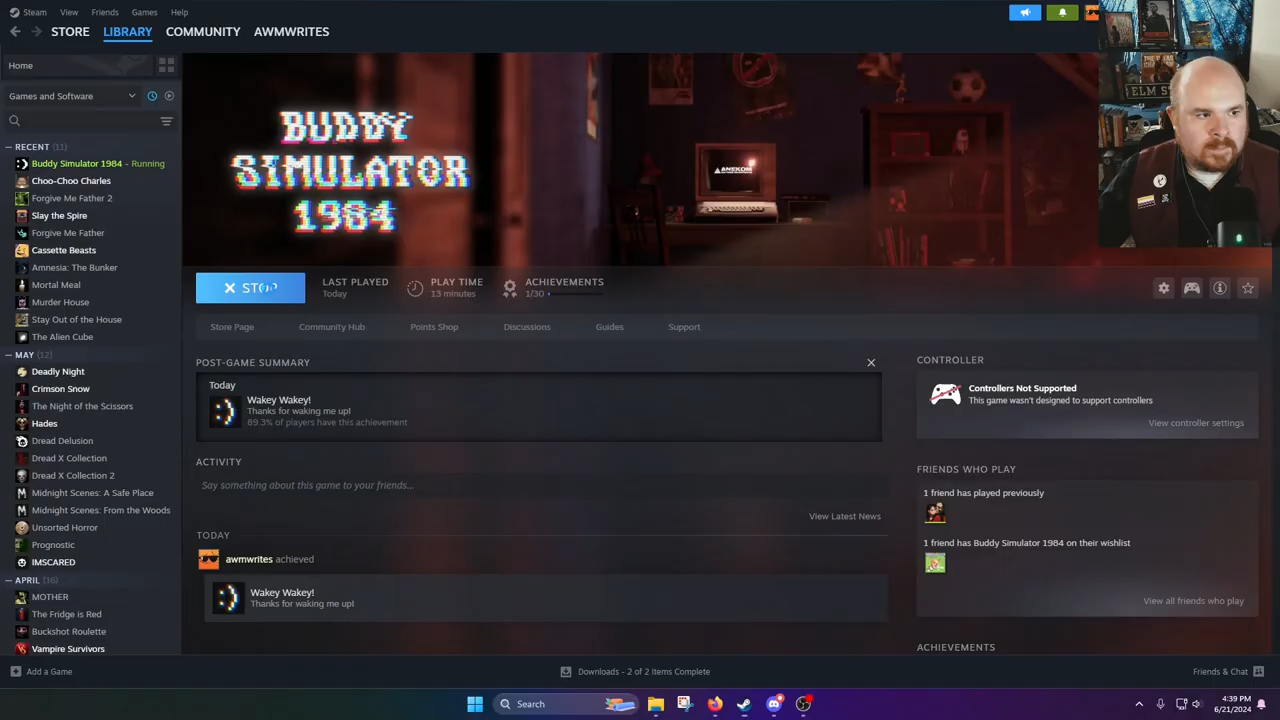 Steam View Friends Games Help
STORE LIBRARY COMMUNITY AWMWRITES
Home
Games and Software
RECENT (11)
Buddy Simulator 1984 - Running
Choo-Choo Charles
Forgive Me Father 2
Slay the Spire
Forgive Me Father
Cassette Beasts
Amnesia: The Bunker
Mortal Meal
Murder House
Stay Out of the House
The Alien Cube
MAY (12)
Deadly Night
Crimson Snow
The Night of the Scissors
Hades
Dread Delusion
Dread X Collection
Dread X Collection 2
Midnight Scenes: A Safe Place
Midnight Scenes: From the Woods
Unsorted Horror
Prognostic
IMSCARED
APRIL (16)
MOTHER
The Fridge is Red
Buckshot Roulette
Vampire Survivors
Add a Game
BUDDY
SIMULATOR
1984
ANEKOM
ELM ST
STOP
LAST PLAYED
Today
PLAY TIME
13 minutes
ACHIEVEMENTS
1/30
Store Page Community Hub Points Shop Discussions Guides Support
POST-GAME SUMMARY
Today
Wakey Wakey!
Thanks for waking me up!
89.3% of players have this achievement
ACTIVITY
Say something about this game to your friends...
View Latest News
TODAY
awmwrites achieved
Wakey Wakey!
Thanks for waking me up!
CONTROLLER
Controllers Not Supported
This game wasn't designed to support controllers
View controller settings
FRIENDS WHO PLAY
1 friend has played previously
1 friend has Buddy Simulator 1984 on their wishlist
View all friends who play
ACHIEVEMENTS
Downloads - 2 of 2 Items Complete
Friends & Chat
Search
4:39 PM
6/21/2024